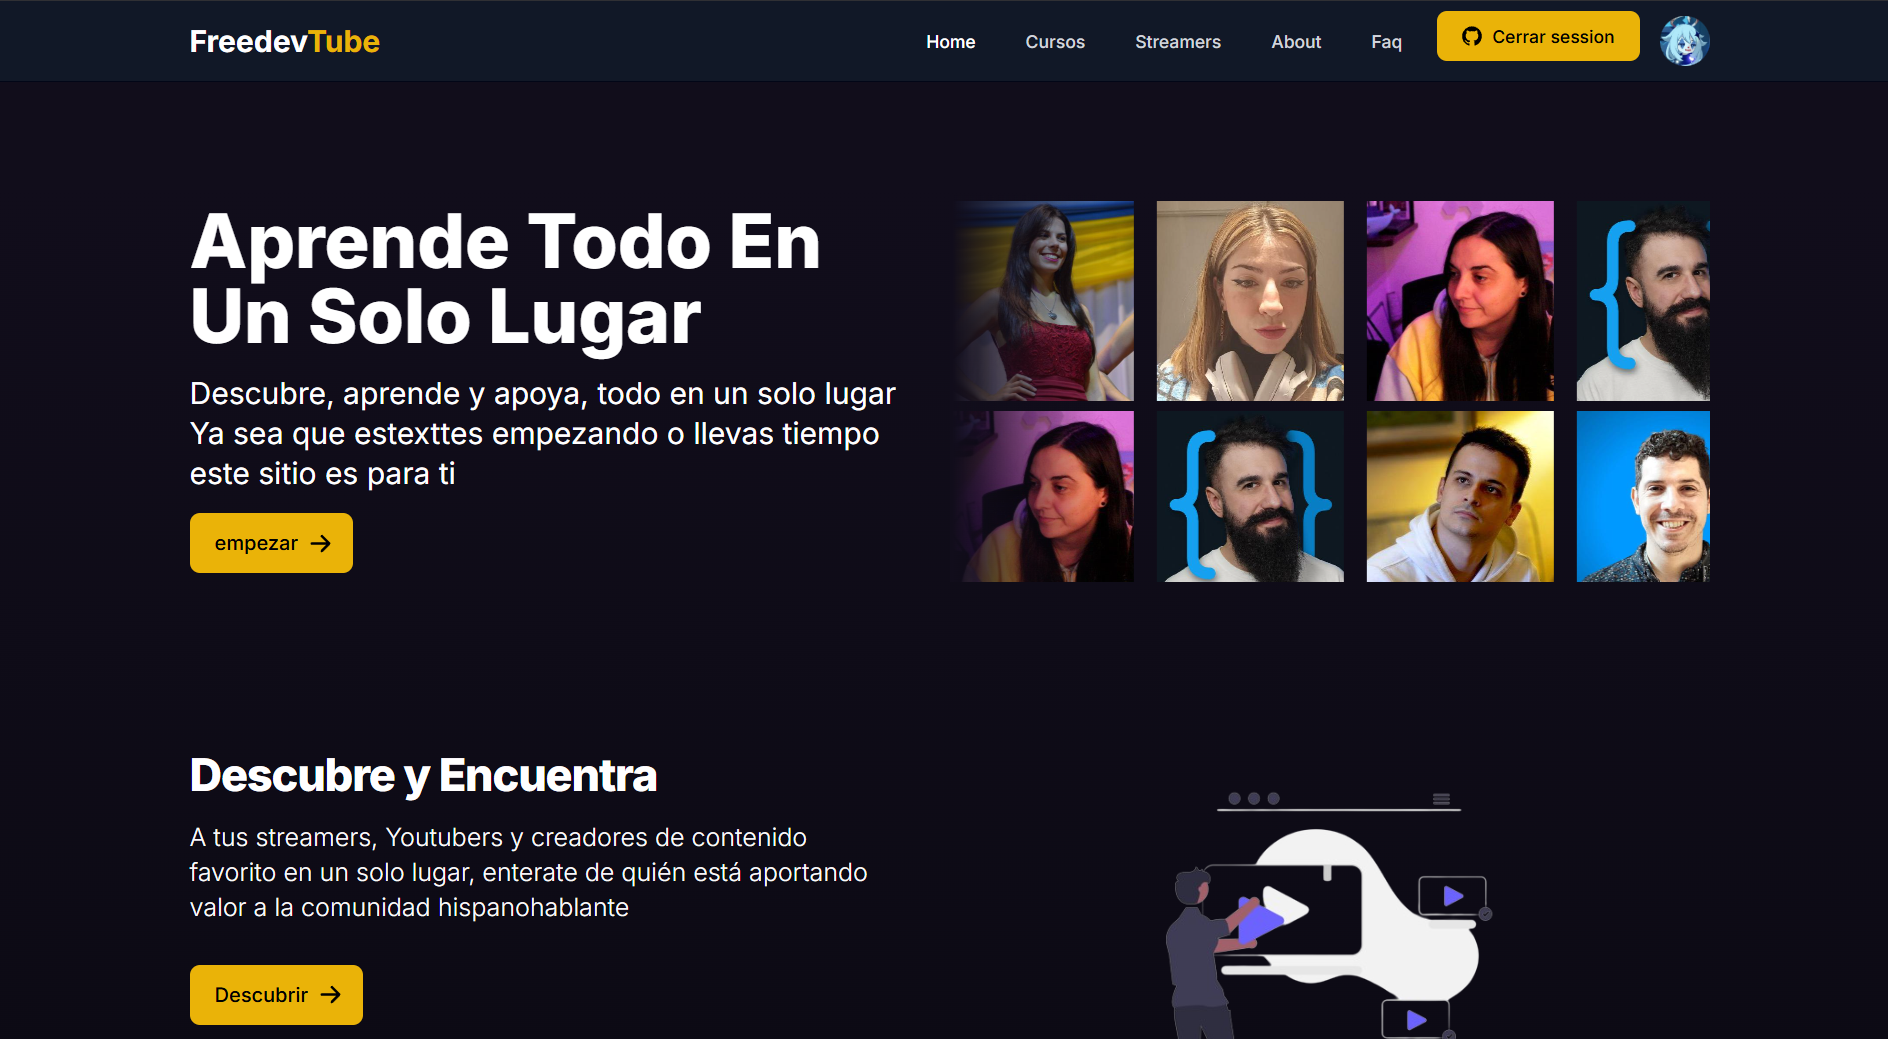 FreedevTube
Home
Cursos
Streamers
About
Faq
Cerrar session
Aprende Todo En
Un Solo Lugar
Descubre, aprende y apoya, todo en un solo lugar
Ya sea que estexttes empezando o llevas tiempo
este sitio es para ti
empezar
Descubre y Encuentra
A tus streamers, Youtubers y creadores de contenido
favorito en un solo lugar, enterate de quién está aportando
valor a la comunidad hispanohablante
Descubrir